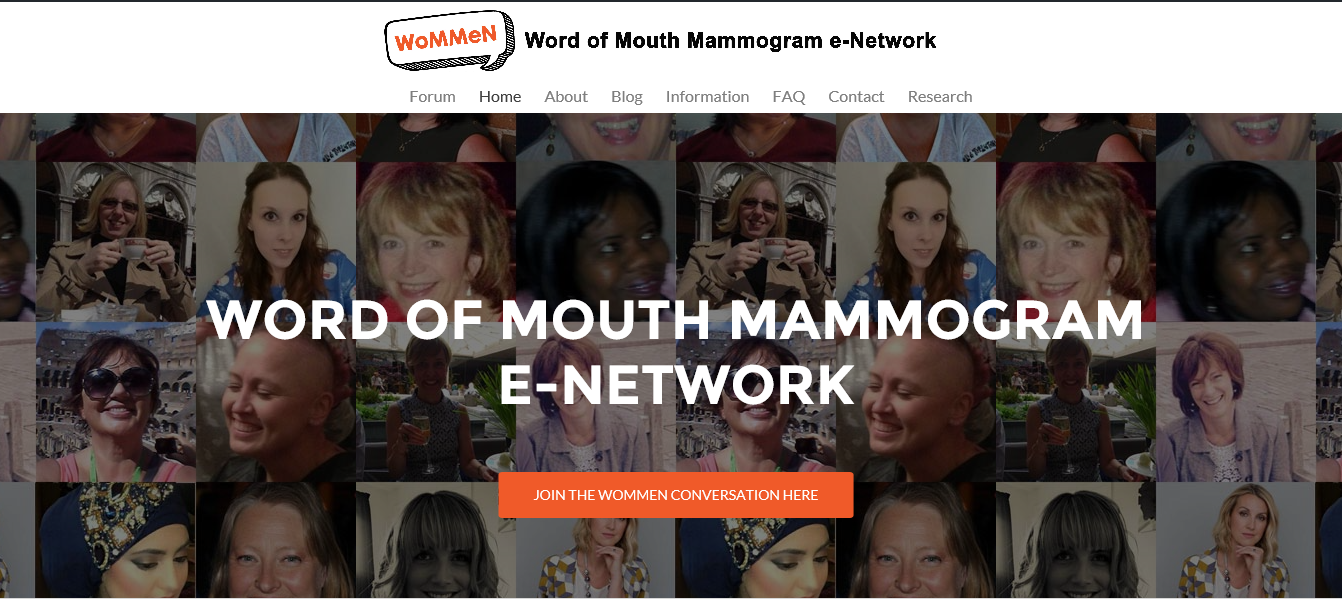 WoMMeN
Word of Mouth Mammogram e-Network
Forum Home About Blog Information FAQ Contact Research
WORD OF MOUTH MAMMOGRAM
E-NETWORK
JOIN THE WOMMEN CONVERSATION HERE